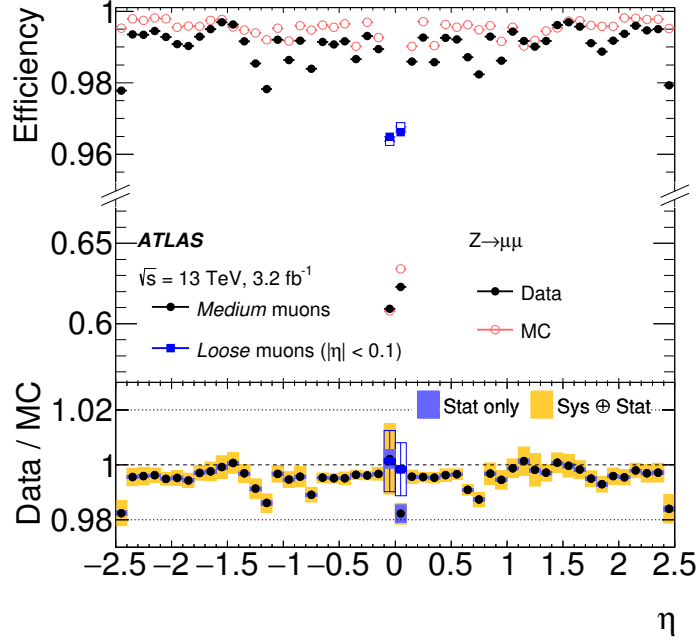 Efficiency
1
0.98
0.96
0.65
0.6
ATLAS
Z→μμ
√s = 13 TeV, 3.2 fb⁻¹
Medium muons
Loose muons (|η| < 0.1)
Data
MC
Data / MC
1.02
1
0.98
Stat only
Sys ⊕ Stat
−2.5 −2 −1.5 −1 −0.5 0 0.5 1 1.5 2 2.5
η